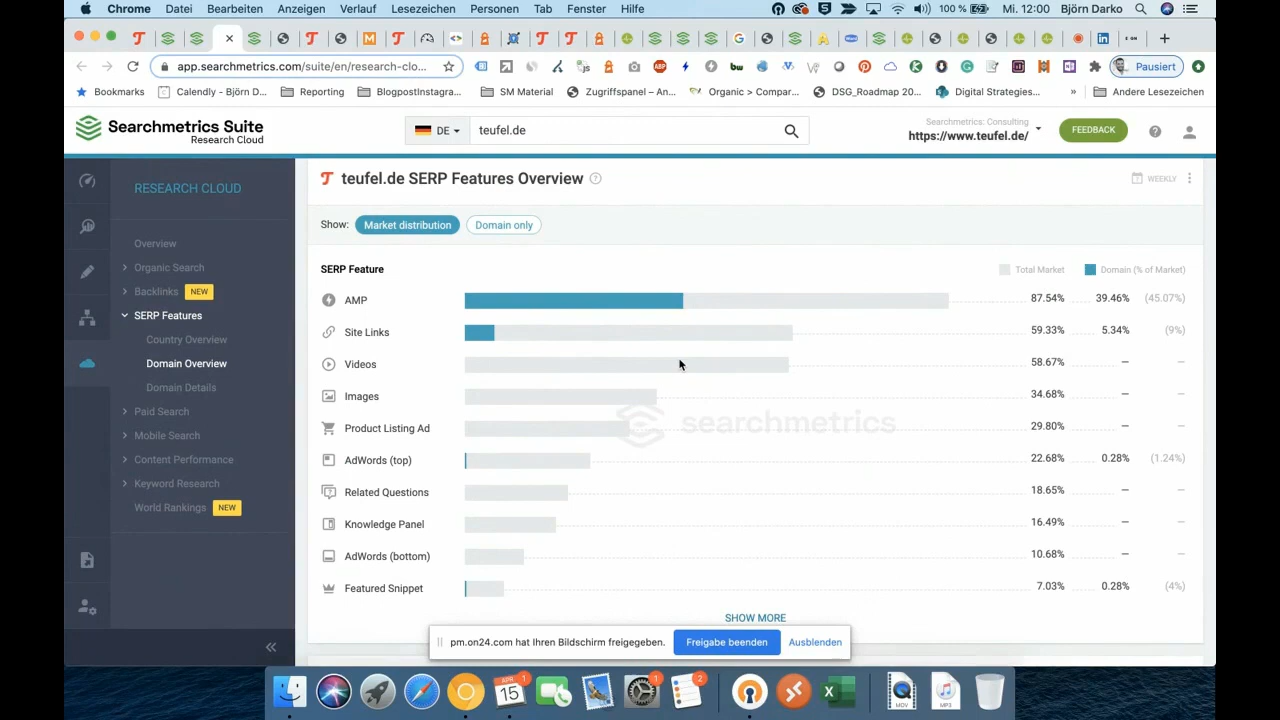 Chrome Datei Bearbeiten Anzeigen Verlauf Lesezeichen Personen Tab Fenster Hilfe 100 % Mi. 12:00 Björn Darko
app.searchmetrics.com/suite/en/research-clo... Pausiert
Bookmarks Calendly - Björn D... Reporting BlogpostInstagra... SM Material Zugriffspanel – An... Organic > Compar... DSG_Roadmap 20... Digital Strategies... » Andere Lesezeichen
Searchmetrics Suite
Research Cloud
DE
teufel.de
Searchmetrics: Consulting
https://www.teufel.de/
FEEDBACK
RESEARCH CLOUD
Overview
Organic Search
Backlinks NEW
SERP Features
Country Overview
Domain Overview
Domain Details
Paid Search
Mobile Search
Content Performance
Keyword Research
World Rankings NEW
teufel.de SERP Features Overview
WEEKLY
Show: Market distribution Domain only
SERP Feature Total Market Domain (% of Market)
AMP 87.54% 39.46% (45.07%)
Site Links 59.33% 5.34% (9%)
Videos 58.67% – –
Images 34.68% – –
Product Listing Ad 29.80% – –
searchmetrics
AdWords (top) 22.68% 0.28% (1.24%)
Related Questions 18.65% – –
Knowledge Panel 16.49% – –
AdWords (bottom) 10.68% – –
Featured Snippet 7.03% 0.28% (4%)
SHOW MORE
pm.on24.com hat Ihren Bildschirm freigegeben. Freigabe beenden Ausblenden
APR
15
1
1
2
MOV
MP3